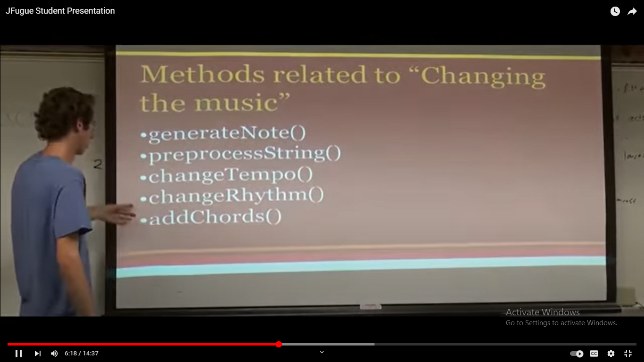 JFugue Student Presentation
Methods related to “Changing
the music”
•generateNote()
•preprocessString()
•changeTempo()
•changeRhythm()
•addChords()
2
Activate Windows
Go to Settings to activate Windows.
6:18 / 14:37